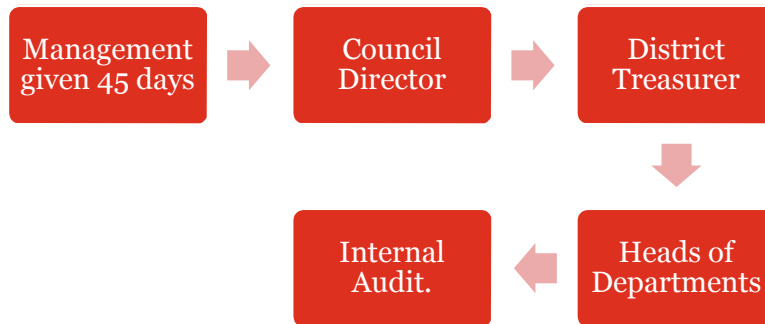 Management
given 45 days
Council
Director
District
Treasurer
Heads of
Departments
Internal
Audit.